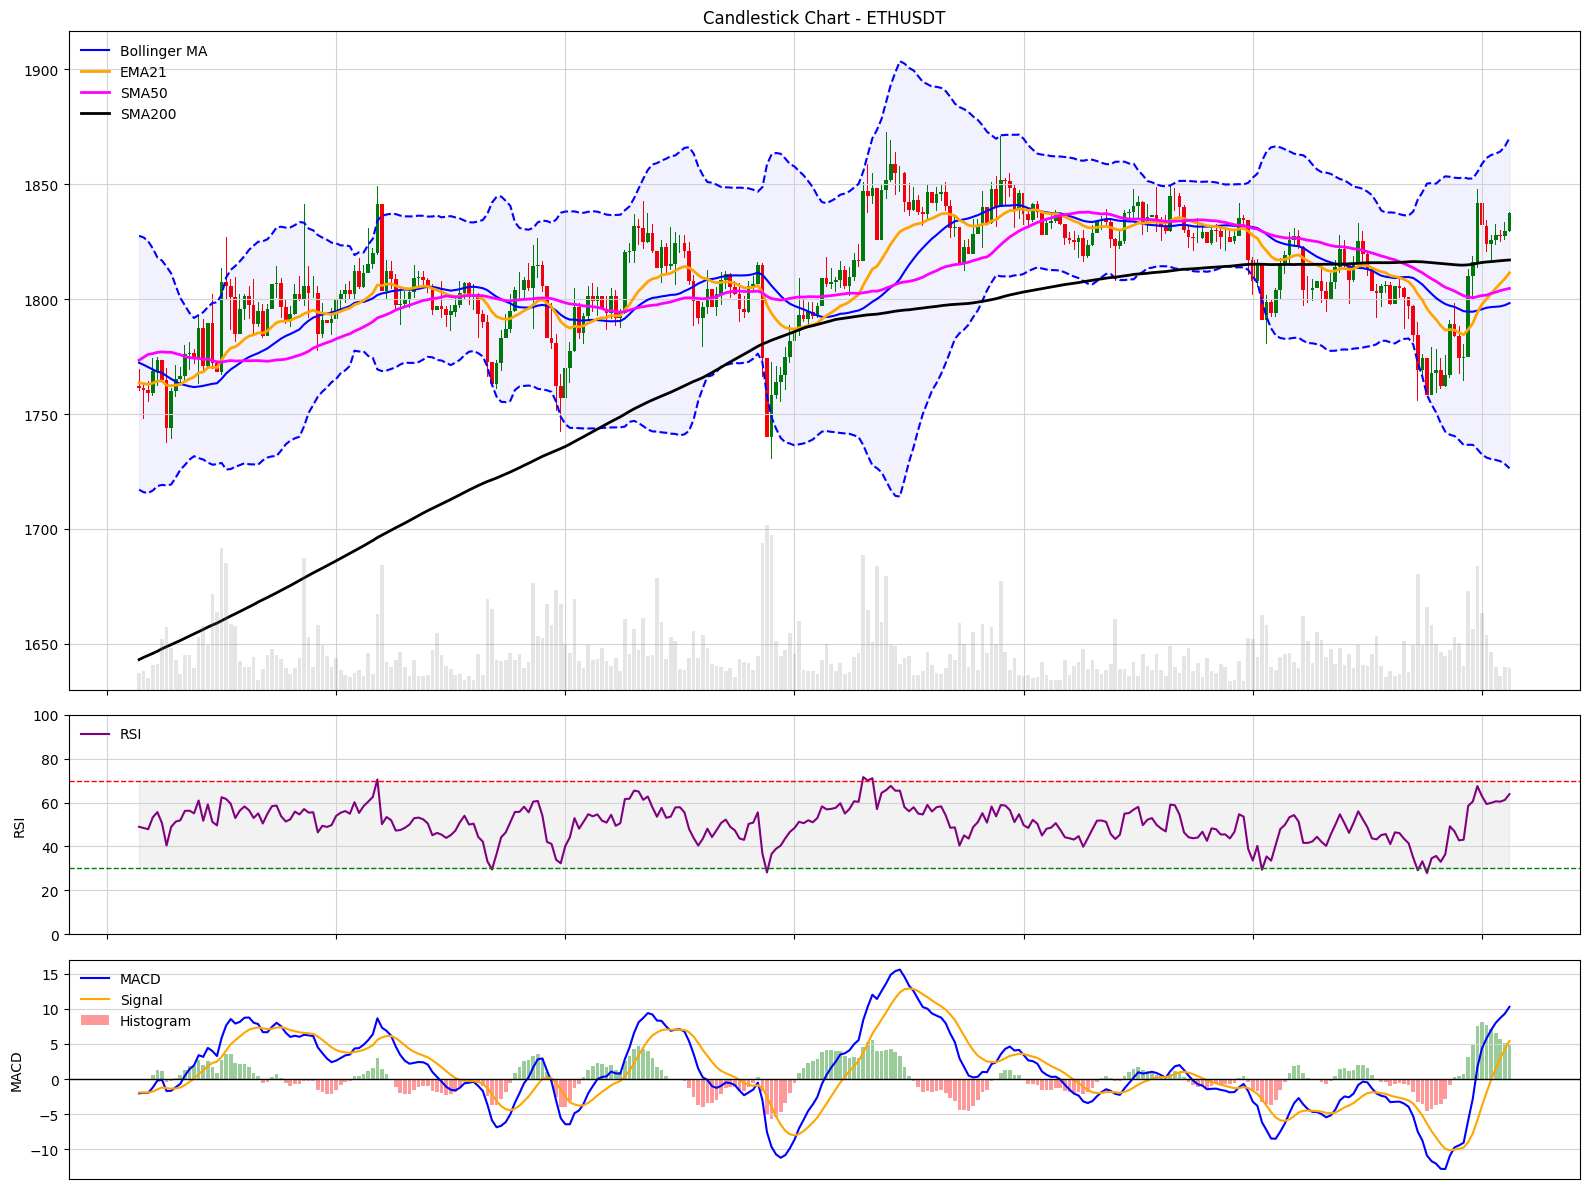 Candlestick Chart - ETHUSDT
Bollinger MA
EMA21
SMA50
SMA200
1900
1850
1800
1750
1700
1650
RSI
RSI
100
80
60
40
20
0
MACD
Signal
Histogram
MACD
15
10
5
0
−5
−10